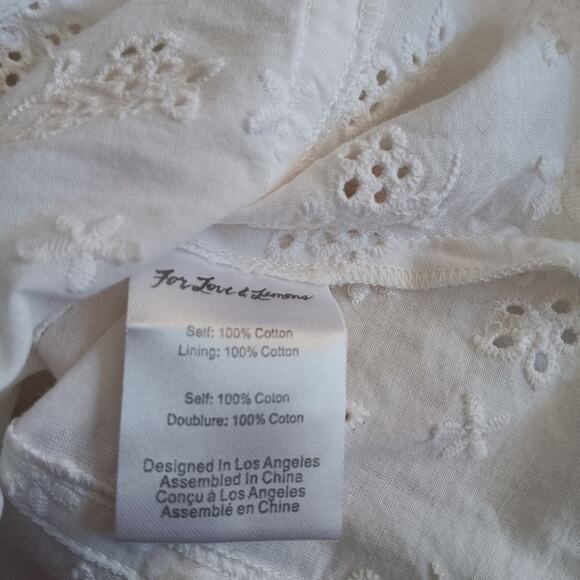 For Love & Lemons
Self: 100% Cotton
Lining: 100% Cotton
Self: 100% Coton
Doublure: 100% Coton
Designed In Los Angeles
Assembled In China
Conçu à Los Angeles
Assemblé en Chine